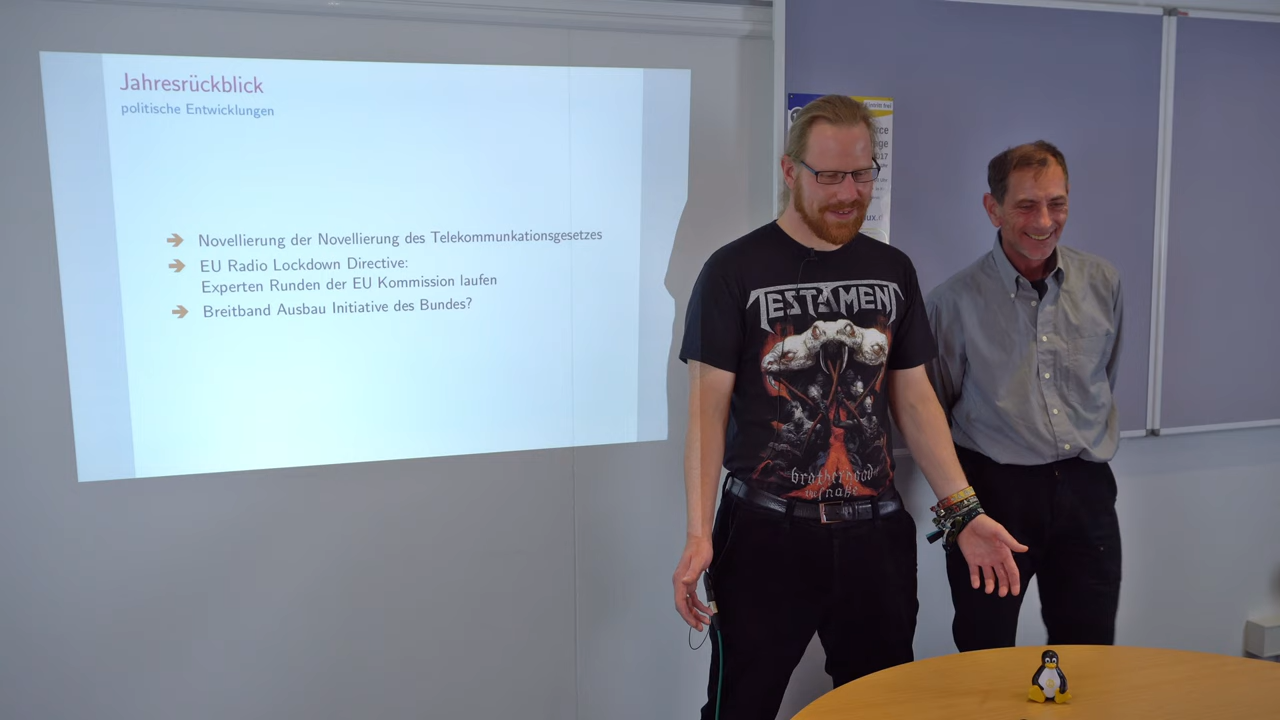 Jahresrückblick
politische Entwicklungen
Novellierung der Novellierung des Telekommunkationsgesetzes
EU Radio Lockdown Directive:
Experten Runden der EU Kommission laufen
Breitband Ausbau Initiative des Bundes?
TESTAMENT
brotherhood